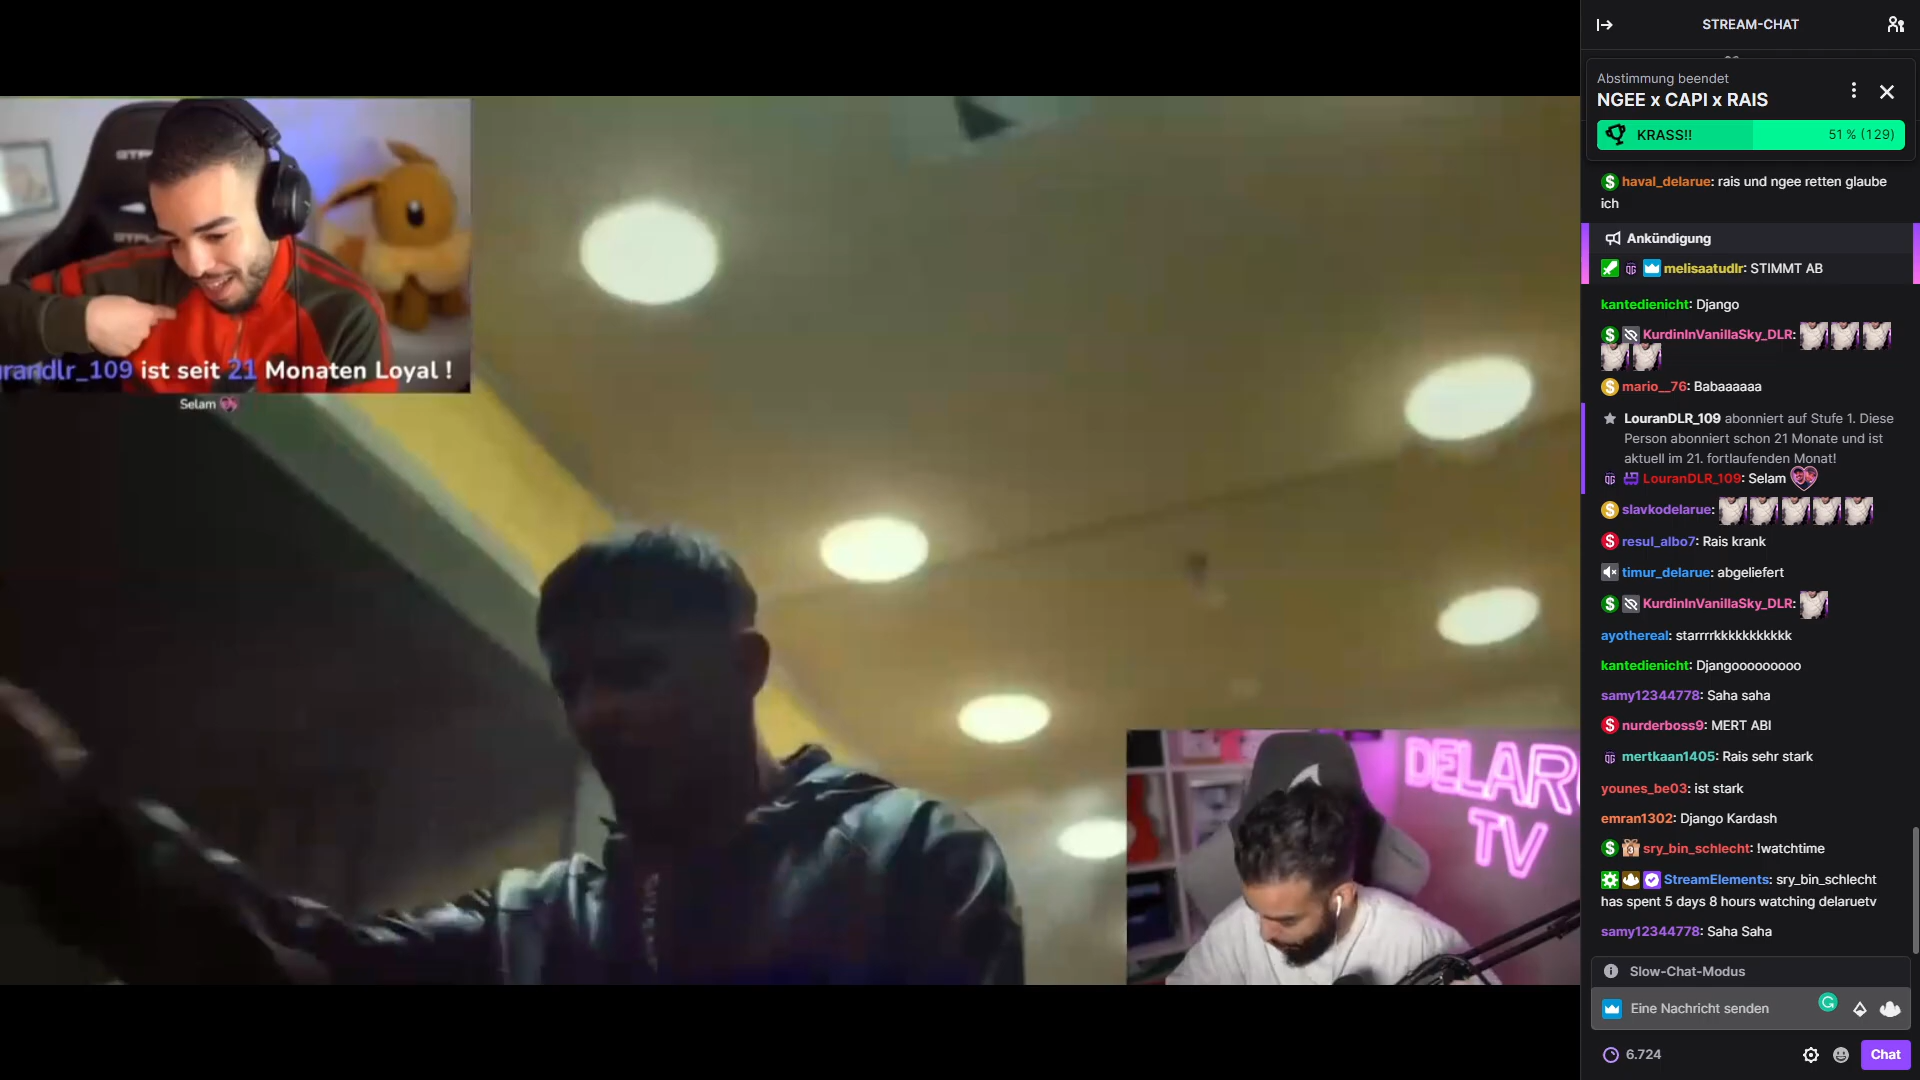 STREAM-CHAT
Abstimmung beendet
NGEE x CAPI x RAIS
KRASS!! 51 % (129)
haval_delarue: rais und ngee retten glaube
ich
Ankündigung
melisaatudlr: STIMMT AB
kantedienicht: Django
KurdinInVanillaSky_DLR:
mario__76: Babaaaaaa
LouranDLR_109 abonniert auf Stufe 1. Diese
Person abonniert schon 21 Monate und ist
aktuell im 21. fortlaufenden Monat!
LouranDLR_109: Selam
slavkodelarue:
resul_albo7: Rais krank
timur_delarue: abgeliefert
KurdinInVanillaSky_DLR:
ayothereal: starrrrkkkkkkkkkkk
kantedienicht: Djangooooooooo
samy12344778: Saha saha
nurderboss9: MERT ABI
mertkaan1405: Rais sehr stark
younes_be03: ist stark
emran1302: Django Kardash
sry_bin_schlecht: !watchtime
StreamElements: sry_bin_schlecht
has spent 5 days 8 hours watching delaruetv
samy12344778: Saha Saha
Slow-Chat-Modus
Eine Nachricht senden
6.724
Chat
urandlr_109 ist seit 21 Monaten Loyal !
Selam
DELAR
TV